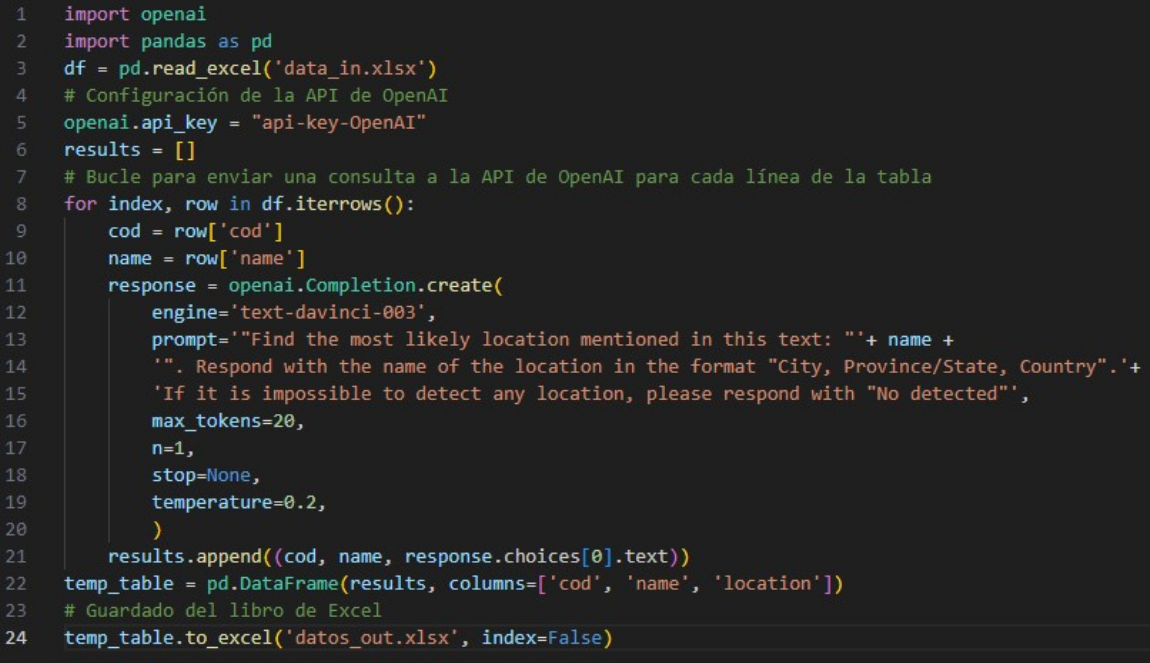 1 import openai
2 import pandas as pd
3 df = pd.read_excel('data_in.xlsx')
4 # Configuración de la API de OpenAI
5 openai.api_key = "api-key-OpenAI"
6 results = []
7 # Bucle para enviar una consulta a la API de OpenAI para cada línea de la tabla
8 for index, row in df.iterrows():
9     cod = row['cod']
10     name = row['name']
11     response = openai.Completion.create(
12         engine='text-davinci-003',
13         prompt='"Find the most likely location mentioned in this text: "'+ name +
14         '". Respond with the name of the location in the format "City, Province/State, Country".'+
15         'If it is impossible to detect any location, please respond with "No detected"',
16         max_tokens=20,
17         n=1,
18         stop=None,
19         temperature=0.2,
20         )
21     results.append((cod, name, response.choices[0].text))
22 temp_table = pd.DataFrame(results, columns=['cod', 'name', 'location'])
23 # Guardado del libro de Excel
24 temp_table.to_excel('datos_out.xlsx', index=False)